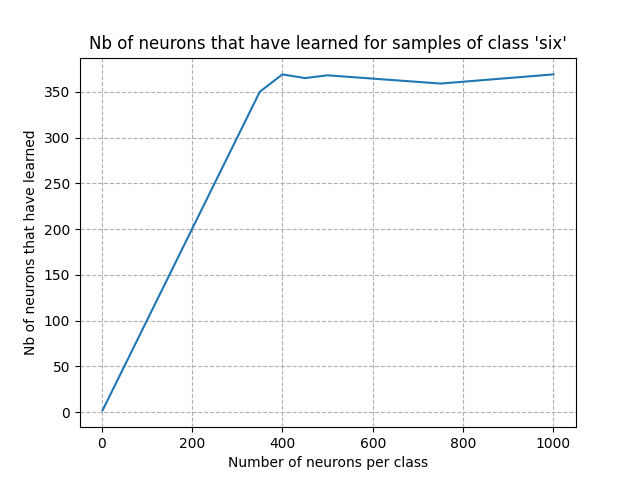 Nb of neurons that have learned for samples of class 'six'
Nb of neurons that have learned
350
300
250
200
150
100
50
0
0 200 400 600 800 1000
Number of neurons per class